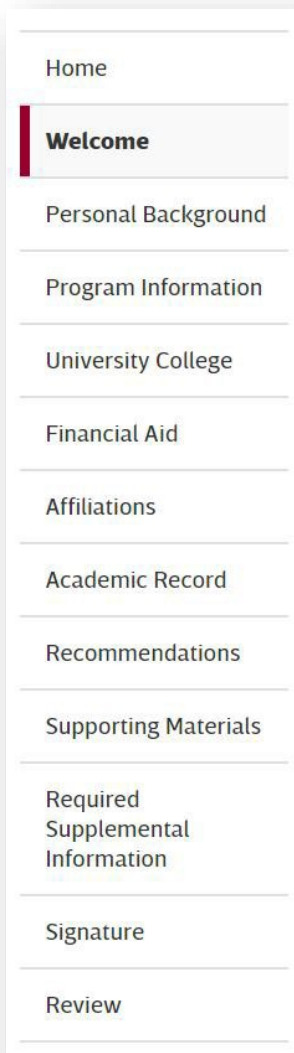 Home
Welcome
Personal Background
Program Information
University College
Financial Aid
Affiliations
Academic Record
Recommendations
Supporting Materials
Required
Supplemental
Information
Signature
Review